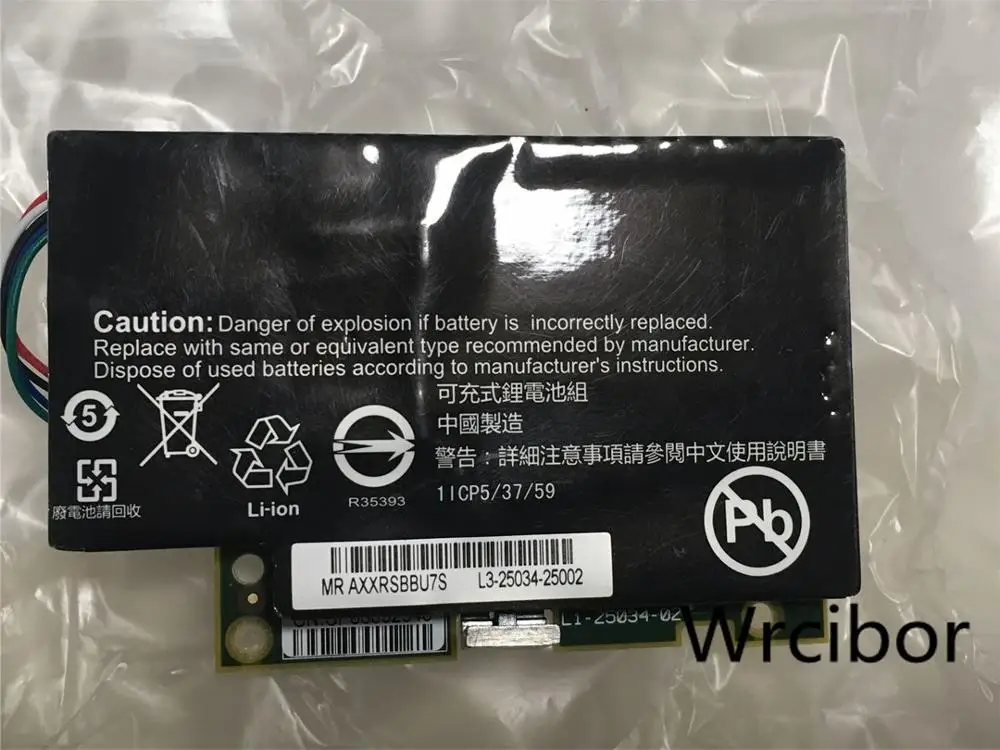 Caution: Danger of explosion if battery is incorrectly replaced.
Replace with same or equivalent type recommended by manufacturer.
Dispose of used batteries according to manufacturer's instructions.
可充式鋰電池組
中國製造
警告：詳細注意事項請參閱中文使用說明書
1ICP5/37/59
5
廢電池請回收
Li-ion
R35393
Pb
MR AXXRSBBU7S L3-25034-25002
L1-25034-02
Wrcibor